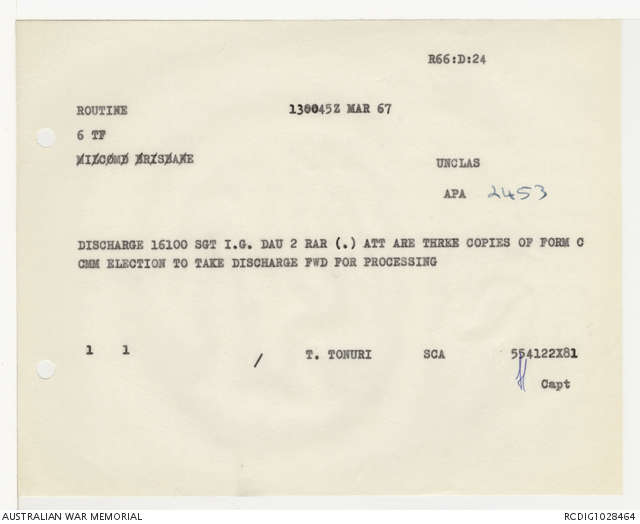 R66:D:24
ROUTINE 130045Z MAR 67
6 TF
MILCOMD BRISBANE UNCLAS
APA 2453
DISCHARGE 16100 SGT I.G. DAU 2 RAR (.) ATT ARE THREE COPIES OF FORM C
CMM ELECTION TO TAKE DISCHARGE FWD FOR PROCESSING
1 1 / T. TONURI SCA 554122X81
Capt
AUSTRALIAN WAR MEMORIAL RCDIG1028464